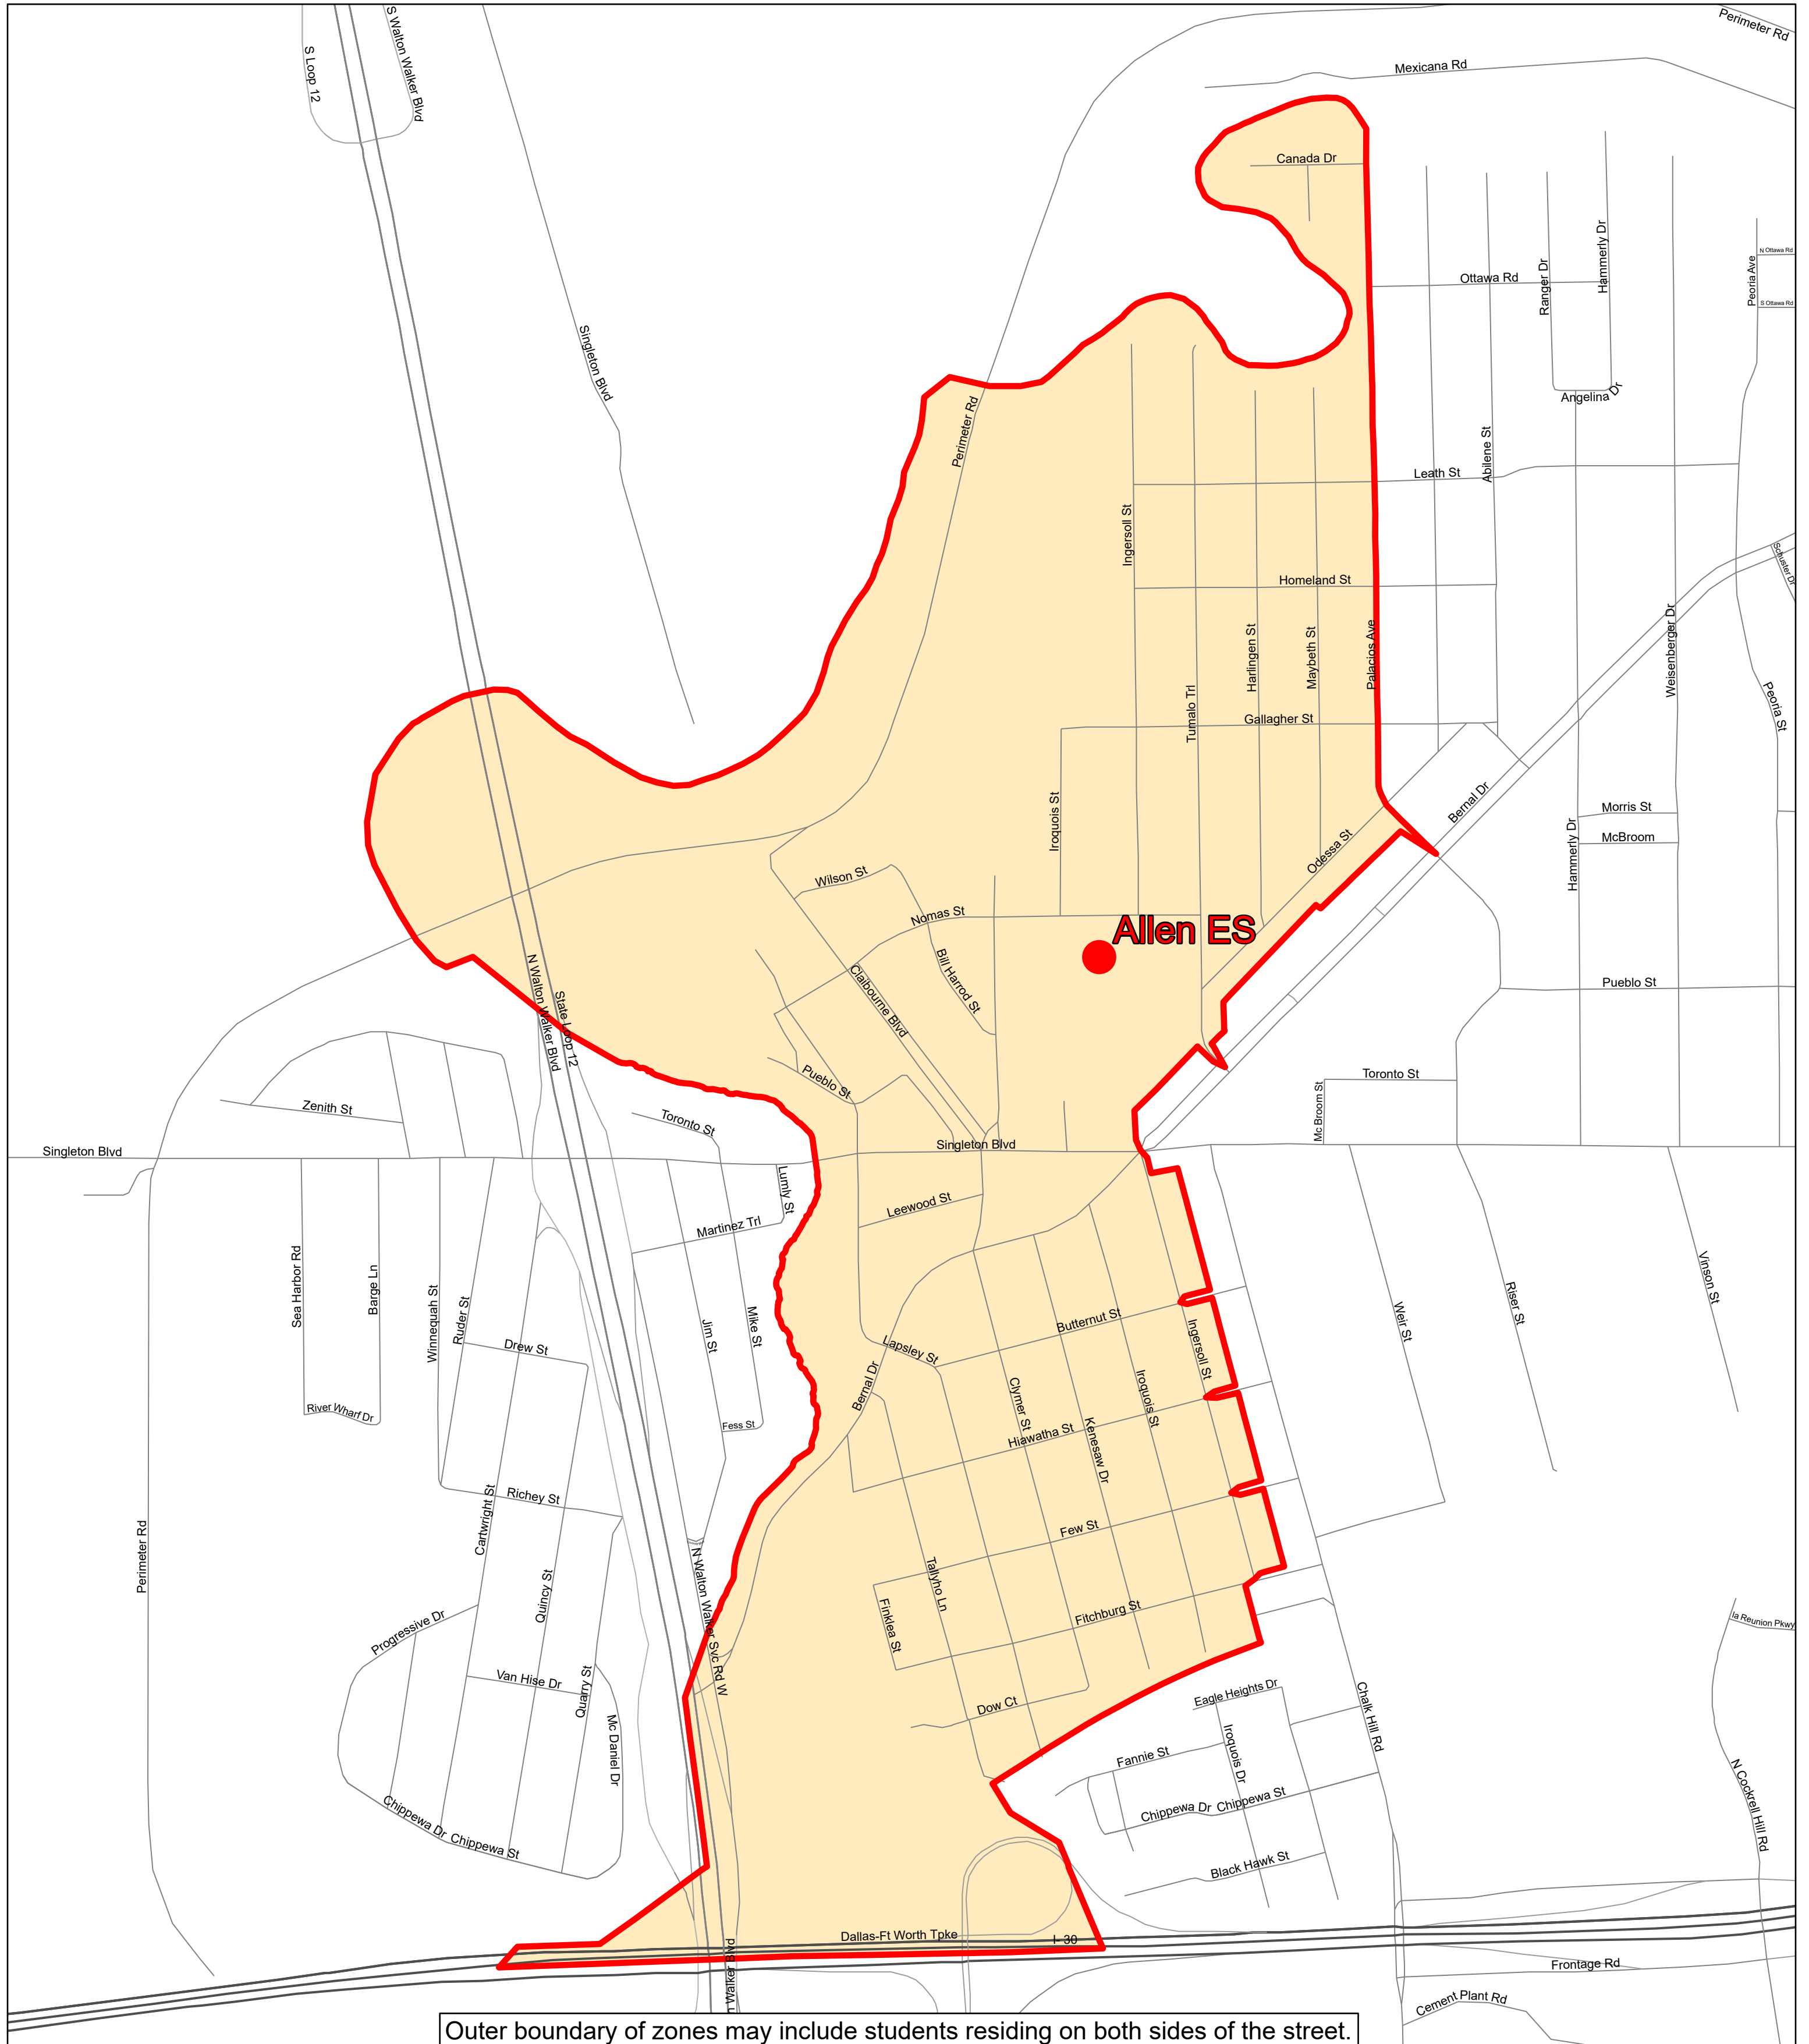 Perimeter Rd
S Walton Walker Blvd
S Loop 12
Mexicana Rd
Canada Dr
Hammerly Dr
N Ottawa Rd
Peoria Ave
Ottawa Rd
Ranger Dr
S Ottawa Rd
Singleton Blvd
Angelina Dr
Perimeter Rd
Abilene St
Leath St
Ingersoll St
Schuster Dr
Homeland St
Harlingen St
Maybeth St
Palacios Ave
Weisenberger Dr
Tumalo Trl
Gallagher St
Peoria St
Iroquois St
Bernal Dr
Morris St
McBroom
Odessa St
Hammerly Dr
Wilson St
Nomas St
Allen ES
Bill Harrod St
Claibourne Blvd
N Walton Walker Blvd
State Loop 12
Pueblo St
Pueblo St
Toronto St
Mc Broom St
Zenith St
Toronto St
Singleton Blvd
Singleton Blvd
Lumly St
Leewood St
Martinez Trl
Sea Harbor Rd
Barge Ln
Winnequah St
Ruder St
Jim St
Mike St
Butternut St
Ingersoll St
Weir St
Riser St
Vinson St
Drew St
Lapsley St
Bernal Dr
Clymer St
Iroquois St
River Wharf Dr
Fess St
Hiawatha St
Kenesaw Dr
Richey St
Cartwright St
Few St
Perimeter Rd
Quincy St
N Walton Walker Svc Rd W
Tallyho Ln
Finklea St
Fitchburg St
Progressive Dr
la Reunion Pkwy
Van Hise Dr
Quarry St
Mc Daniel Dr
Dow Ct
Eagle Heights Dr
Chalk Hill Rd
Iroquois Dr
Fannie St
Chippewa Dr
Chippewa St
N Cockrell Hill Rd
Chippewa Dr
Chippewa St
Black Hawk St
Dallas-Ft Worth Tpke
I- 30
Walker Blvd
Frontage Rd
Cement Plant Rd
Outer boundary of zones may include students residing on both sides of the street.